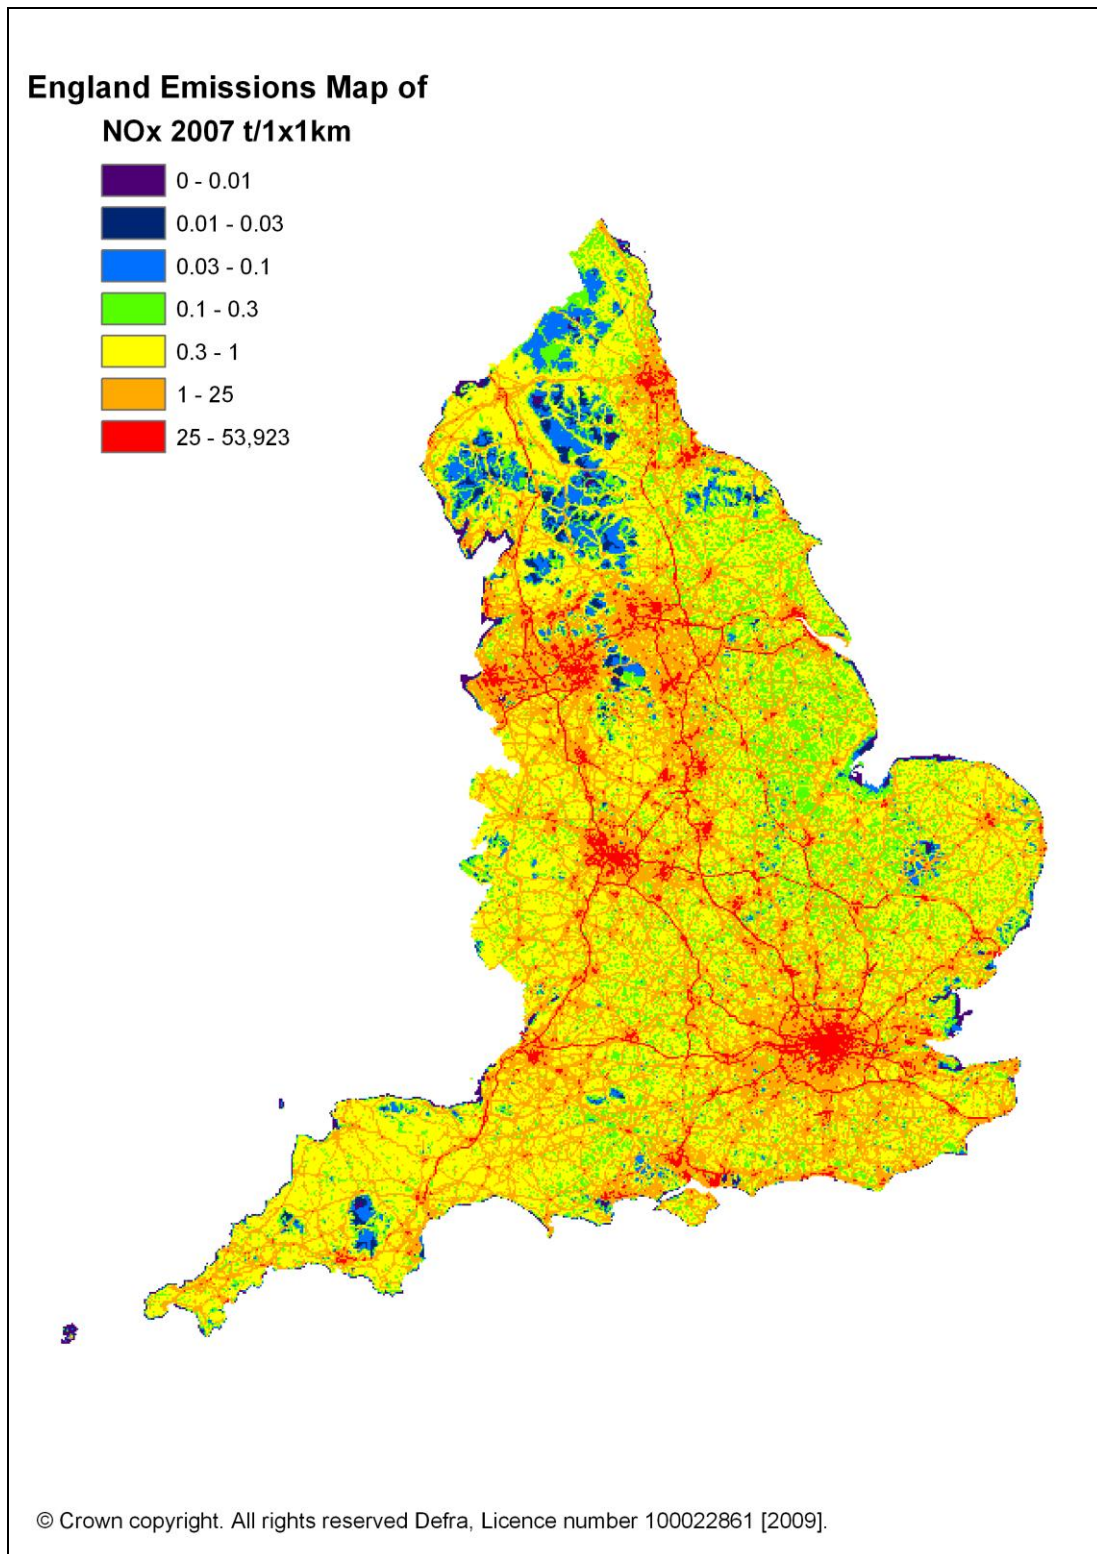 England Emissions Map of
NOx 2007 t/1x1km
0 - 0.01
0.01 - 0.03
0.03 - 0.1
0.1 - 0.3
0.3 - 1
1 - 25
25 - 53,923
© Crown copyright. All rights reserved Defra, Licence number 100022861 [2009].